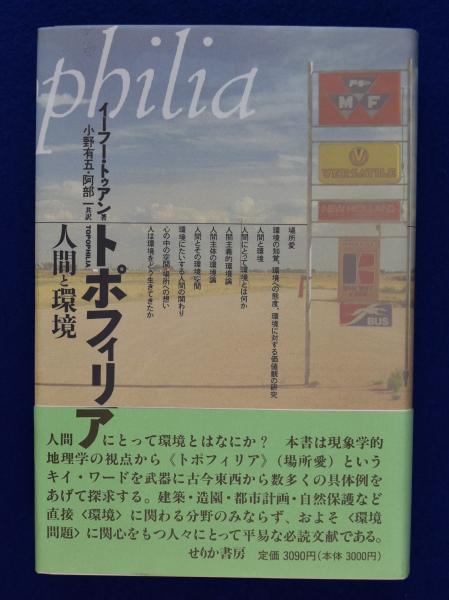 philia
イーフー・トゥアン 著
小野有五・阿部一 共訳
TOPOPHILIA
トポフィリア
人間と環境
場所愛
環境の知覚、環境への態度、環境に対する価値観の研究
人間と環境
人間にとって環境とは何か
人間主義的環境論
人間主体の環境論
人間とその環境/空間
環境にたいする人間の関わり
心の中の空間/場所への想い
人は環境をどう生きてきたか
MF
VERSATILE
NEW HOLLAND
BUS
人間にとって環境とはなにか? 本書は現象学的
地理学の視点から《トポフィリア》(場所愛)という
キイ・ワードを武器に古今東西から数多くの具体例を
あげて探求する。建築・造園・都市計画・自然保護など
直接〈環境〉に関わる分野のみならず、およそ〈環境
問題〉に関心をもつ人々にとって平易な必読文献である。
せりか書房 定価 3090円(本体 3000円)